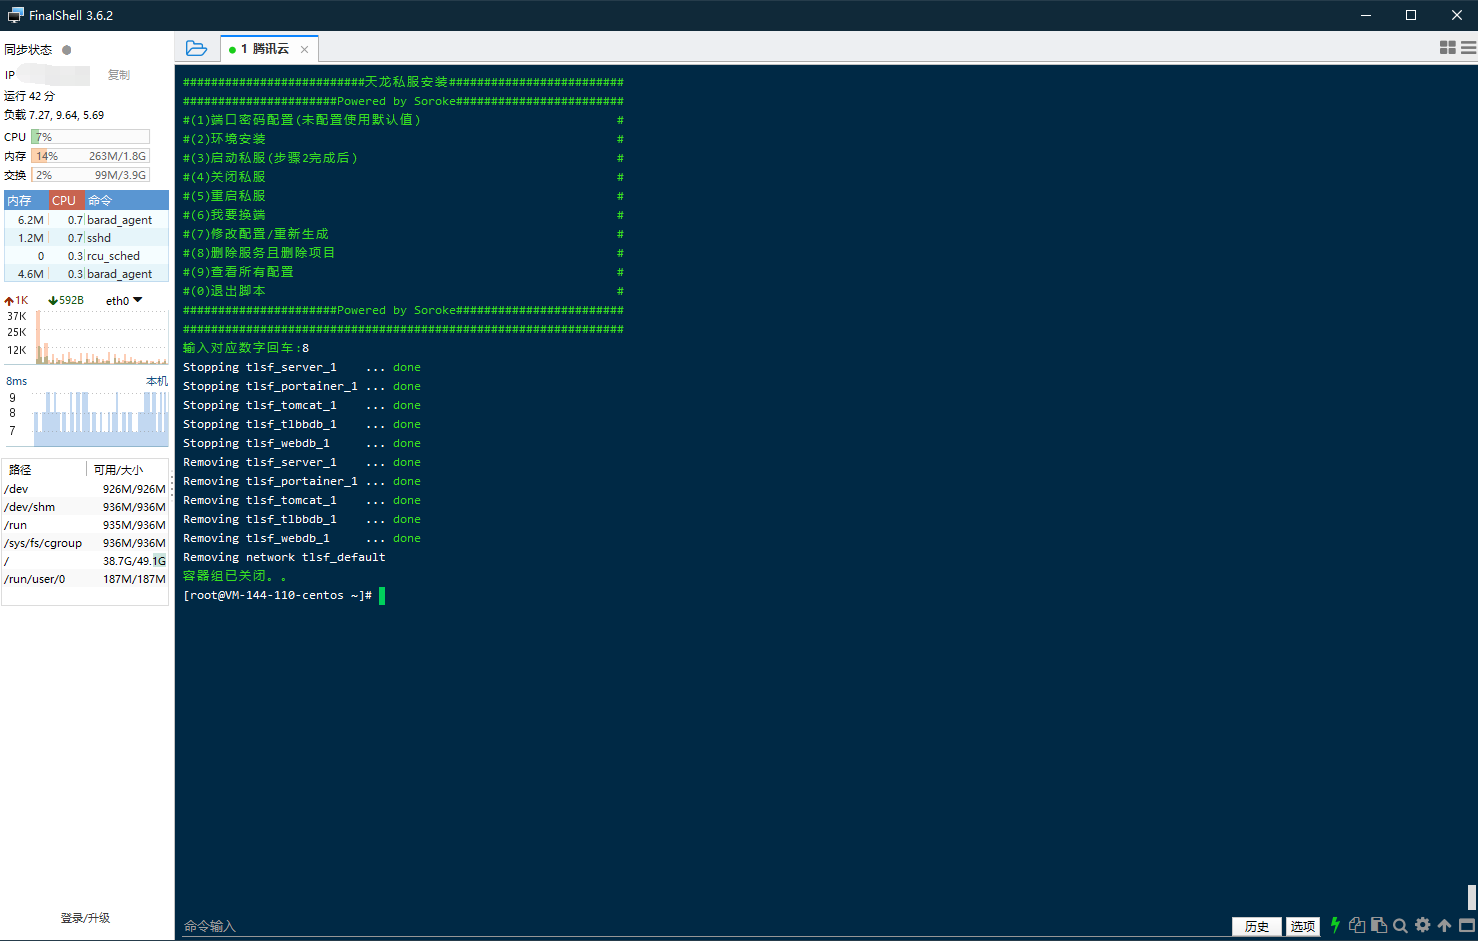 FinalShell 3.6.2
同步状态
IP 复制
运行 42 分
负载 7.27, 9.64, 5.69
CPU 7%
内存 14% 263M/1.8G
交换 2% 99M/3.9G
内存 CPU 命令
6.2M 0.7 barad_agent
1.2M 0.7 sshd
0 0.3 rcu_sched
4.6M 0.3 barad_agent
1K 592B eth0
37K
25K
12K
8ms 本机
9
8
7
路径 可用/大小
/dev 926M/926M
/dev/shm 936M/936M
/run 935M/936M
/sys/fs/cgroup 936M/936M
/ 38.7G/49.1G
/run/user/0 187M/187M
登录/升级
1 腾讯云
##########################天龙私服安装#########################
######################Powered by Soroke########################
#(1)端口密码配置(未配置使用默认值) #
#(2)环境安装 #
#(3)启动私服(步骤2完成后) #
#(4)关闭私服 #
#(5)重启私服 #
#(6)我要换端 #
#(7)修改配置/重新生成 #
#(8)删除服务且删除项目 #
#(9)查看所有配置 #
#(0)退出脚本 #
######################Powered by Soroke########################
###############################################################
输入对应数字回车:8
Stopping tlsf_server_1 ... done
Stopping tlsf_portainer_1 ... done
Stopping tlsf_tomcat_1 ... done
Stopping tlsf_tlbbdb_1 ... done
Stopping tlsf_webdb_1 ... done
Removing tlsf_server_1 ... done
Removing tlsf_portainer_1 ... done
Removing tlsf_tomcat_1 ... done
Removing tlsf_tlbbdb_1 ... done
Removing tlsf_webdb_1 ... done
Removing network tlsf_default
容器组已关闭。。
[root@VM-144-110-centos ~]#
命令输入
历史 选项